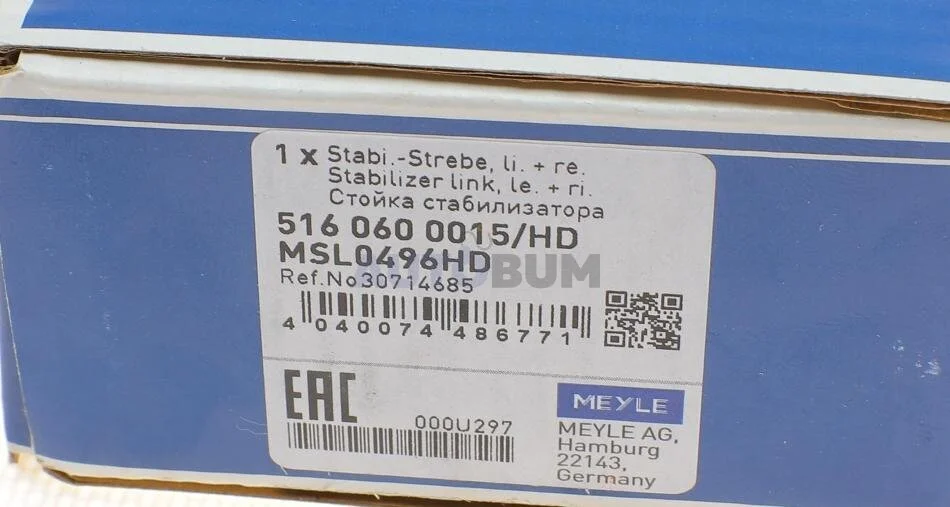 1 x Stabi.-Strebe, li. + re.
Stabilizer link, le. + ri.
Стойка стабилизатора
516 060 0015/HD
MSL0496HD
AUTOBUM
Ref.No30714685
4 040074 486771
EAC
000U297
MEYLE
MEYLE AG,
Hamburg
22143,
Germany